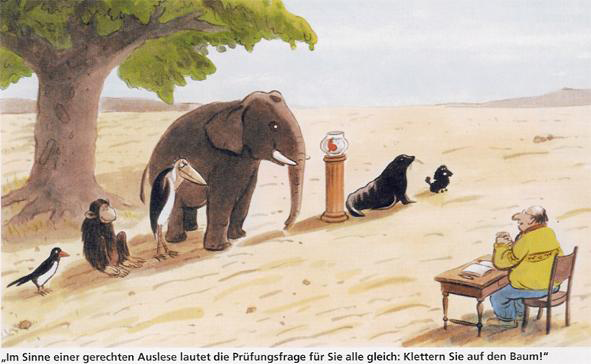 „Im Sinne einer gerechten Auslese lautet die Prüfungsfrage für Sie alle gleich: Klettern Sie auf den Baum!“